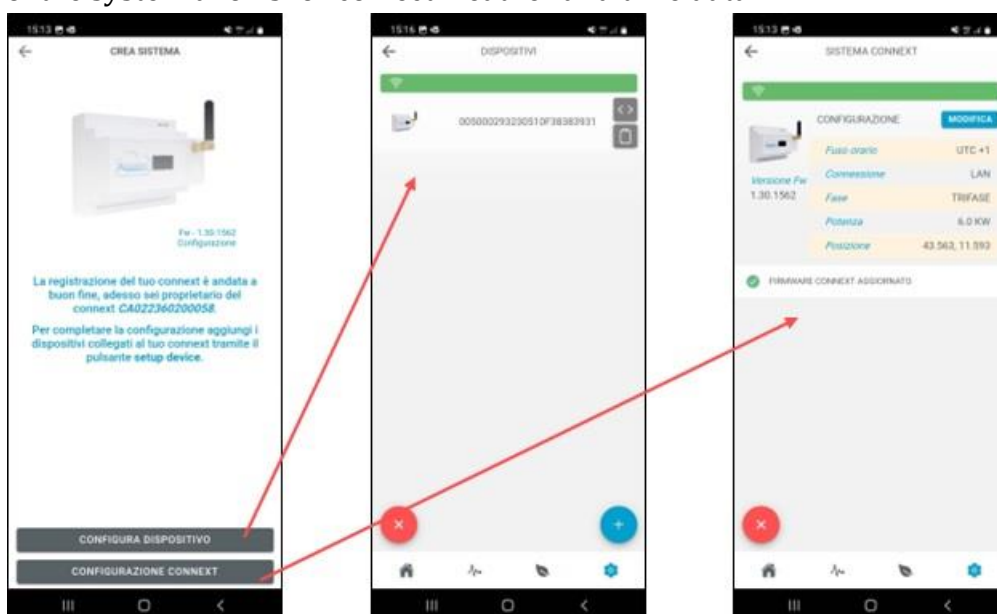 15:13
CREA SISTEMA
Fw - 1.30.1562
Configurazione
La registrazione del tuo connext è andata a
buon fine, adesso sei proprietario del
connext CA022360200058.
Per completare la configurazione aggiungi i
dispositivi collegati al tuo connext tramite il
pulsante setup device.
CONFIGURA DISPOSITIVO
CONFIGURAZIONE CONNEXT
15:16
DISPOSITIVI
005000293230510F38383931
15:13
SISTEMA CONNEXT
CONFIGURAZIONE
MODIFICA
Fuso orario UTC +1
Versione Fw
1.30.1562
Connessione LAN
Fase TRIFASE
Potenza 6.0 KW
Posizione 43.563, 11.593
FIRMWARE CONNEXT AGGIORNATO